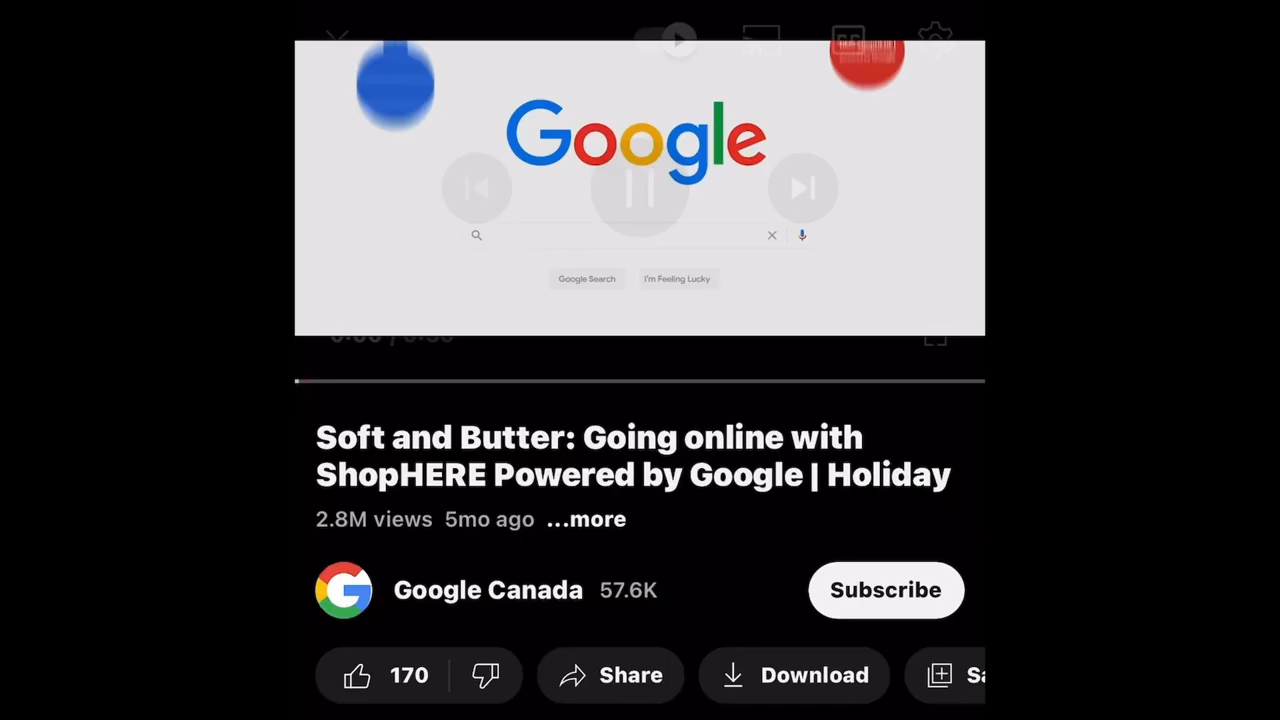 Google
Google Search
I'm Feeling Lucky
Soft and Butter: Going online with
ShopHERE Powered by Google | Holiday
2.8M views 5mo ago ...more
Google Canada 57.6K
Subscribe
170
Share
Download